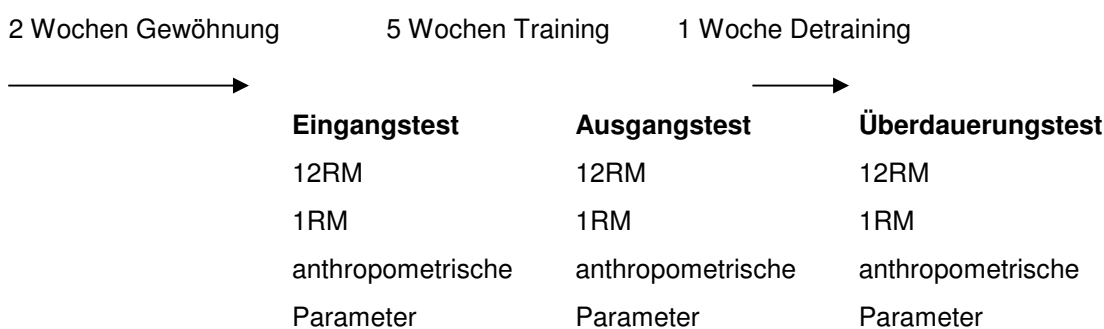 2 Wochen Gewöhnung 5 Wochen Training 1 Woche Detraining
Eingangstest Ausgangstest Überdauerungstest
12RM 12RM 12RM
1RM 1RM 1RM
anthropometrische anthropometrische anthropometrische
Parameter Parameter Parameter